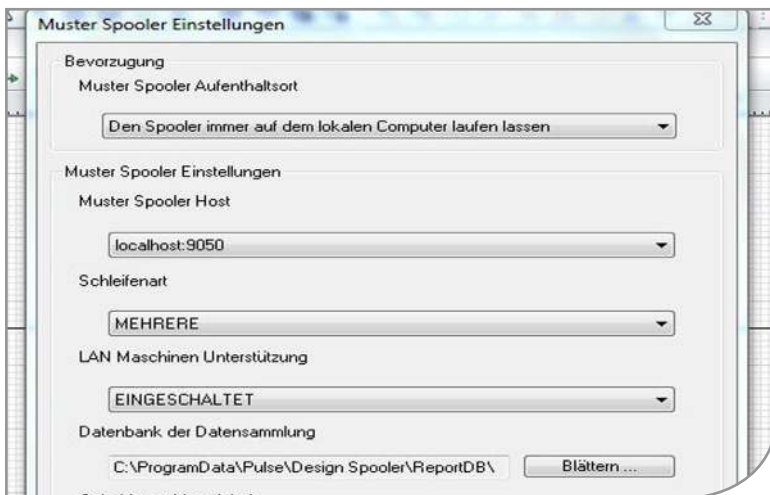 Muster Spooler Einstellungen
Bevorzugung
Muster Spooler Aufenthaltsort
Den Spooler immer auf dem lokalen Computer laufen lassen
Muster Spooler Einstellungen
Muster Spooler Host
localhost:9050
Schleifenart
MEHRERE
LAN Maschinen Unterstützung
EINGESCHALTET
Datenbank der Datensammlung
C:\ProgramData\Pulse\Design Spooler\ReportDB\ Blättern ...